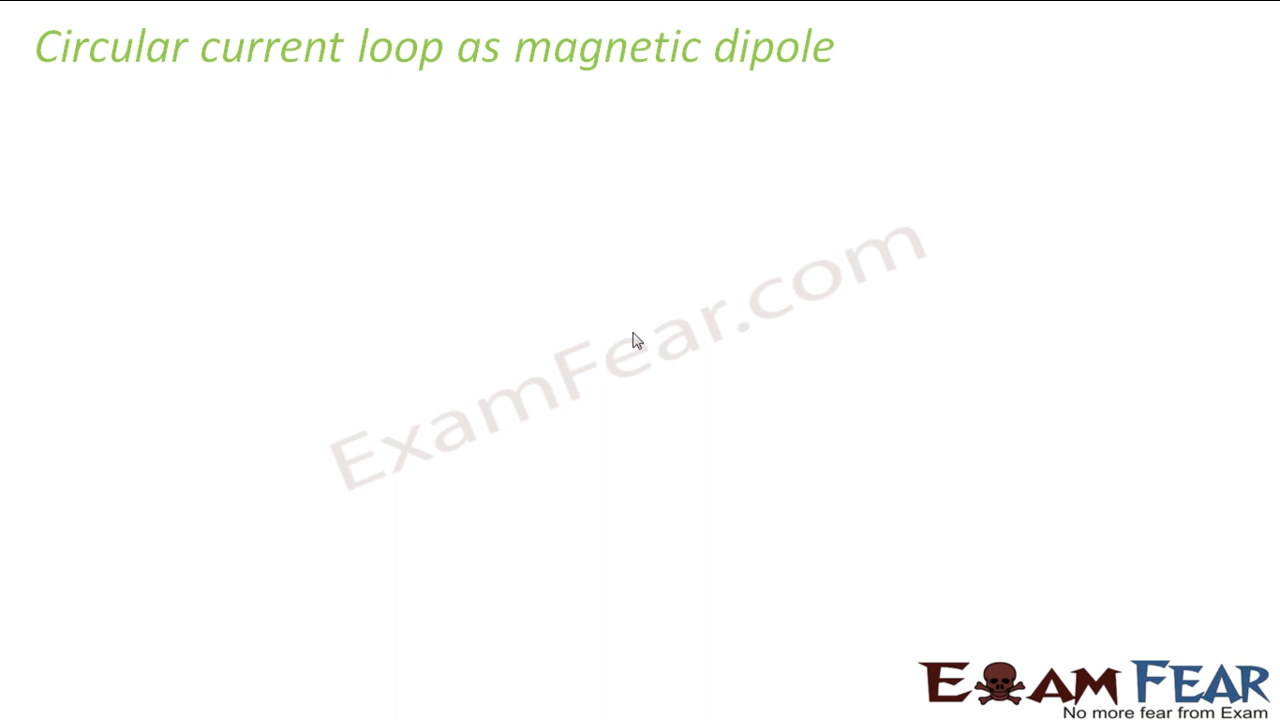 Circular current loop as magnetic dipole
ExamFear.com
EXAM FEAR
No more fear from Exam